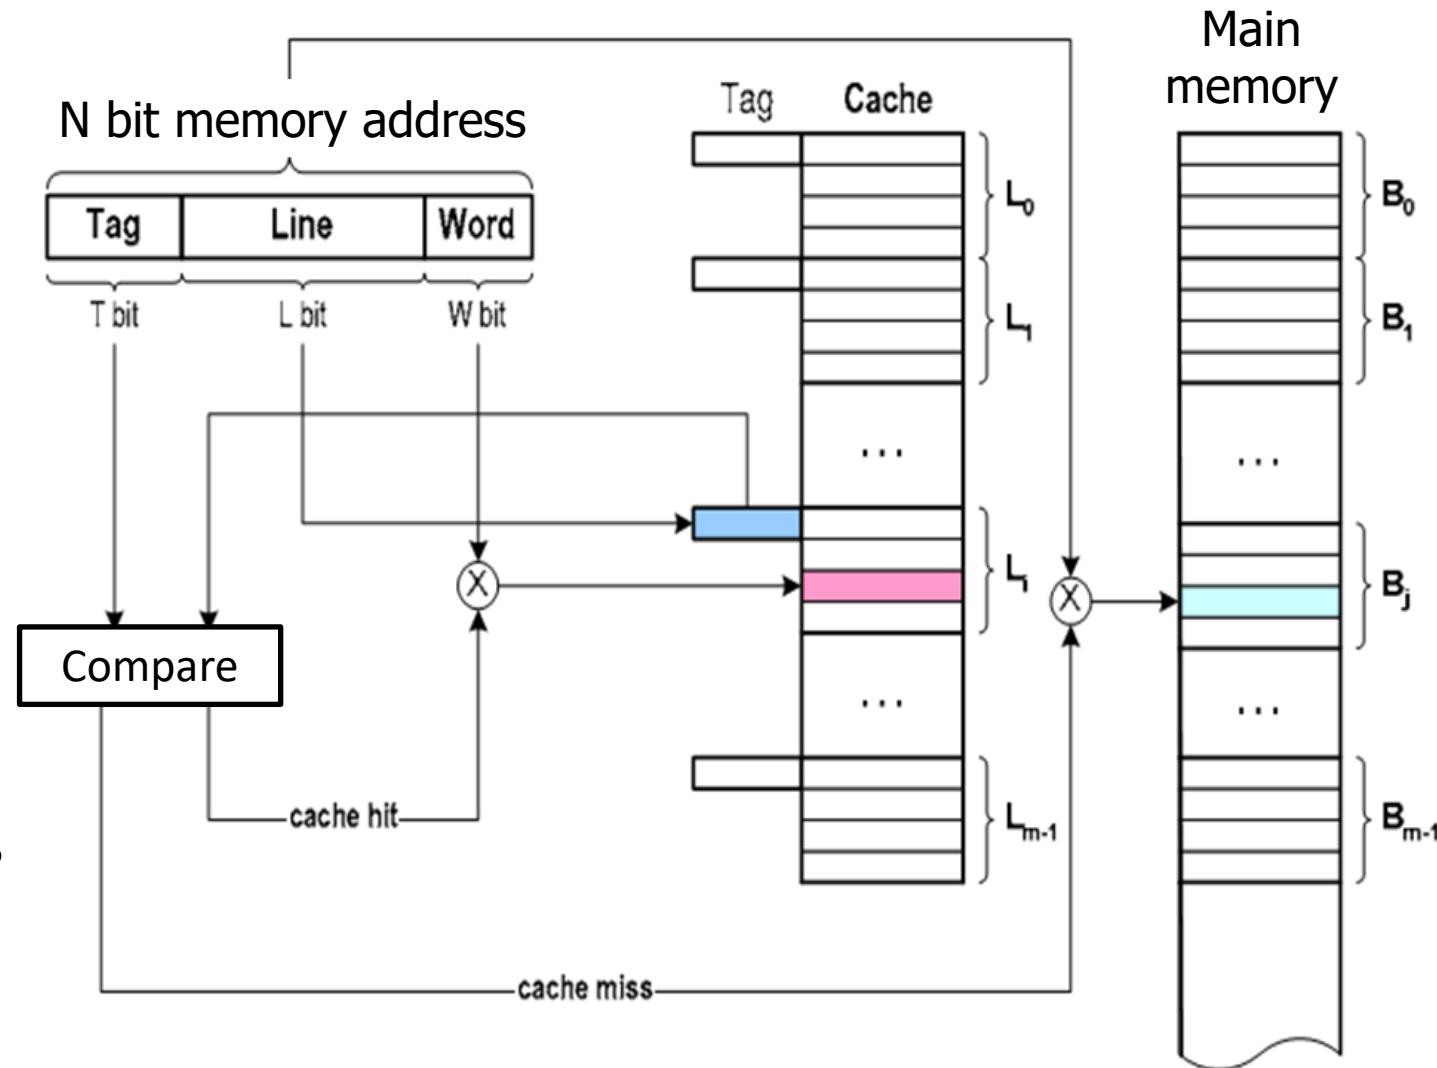 Main
memory
N bit memory address
Tag Cache
Tag Line Word
T bit L bit W bit
L0
L1
. . .
Li
. . .
Lm-1
B0
B1
. . .
Bj
. . .
Bm-1
X
X
Compare
cache hit
cache miss